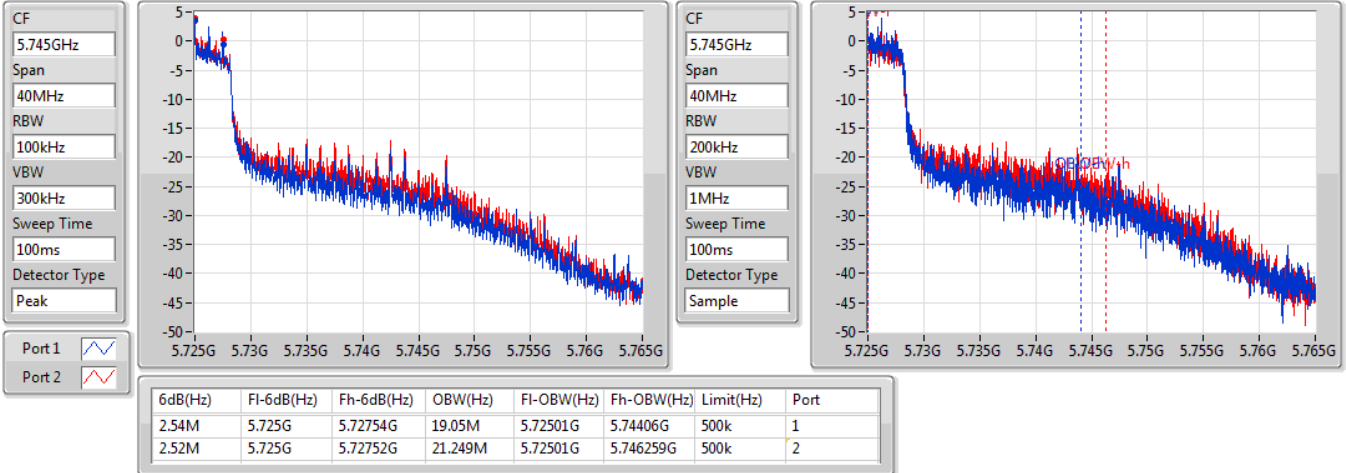 CF
5.745GHz
Span
40MHz
RBW
100kHz
VBW
300kHz
Sweep Time
100ms
Detector Type
Peak
Port 1
Port 2
5
0
-5
-10
-15
-20
-25
-30
-35
-40
-45
-50
5.725G 5.73G 5.735G 5.74G 5.745G 5.75G 5.755G 5.76G 5.765G
CF
5.745GHz
Span
40MHz
RBW
200kHz
VBW
1MHz
Sweep Time
100ms
Detector Type
Sample
5
0
-5
-10
-15
-20
-25
-30
-35
-40
-45
-50
5.725G 5.73G 5.735G 5.74G 5.745G 5.75G 5.755G 5.76G 5.765G
6dB(Hz) Fl-6dB(Hz) Fh-6dB(Hz) OBW(Hz) Fl-OBW(Hz) Fh-OBW(Hz) Limit(Hz) Port
2.54M 5.725G 5.72754G 19.05M 5.72501G 5.74406G 500k 1
2.52M 5.725G 5.72752G 21.249M 5.72501G 5.746259G 500k 2